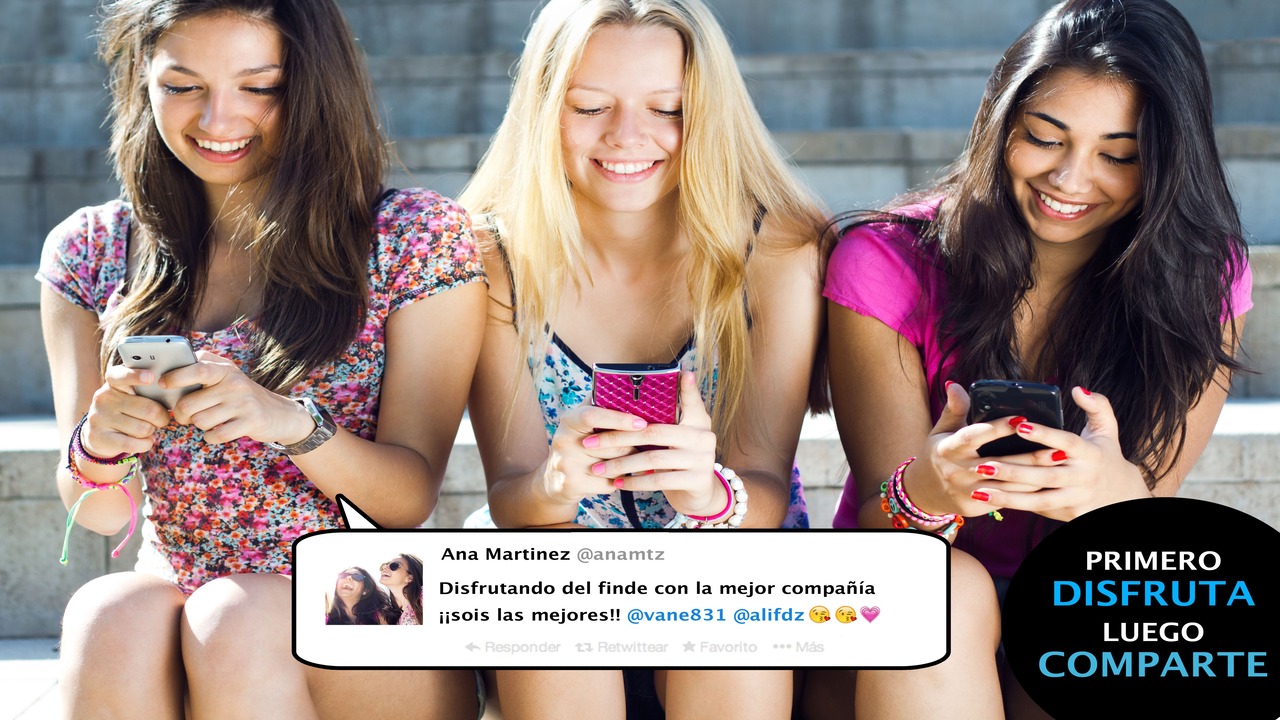 Ana Martinez @anamtz
Disfrutando del finde con la mejor compañía
¡¡sois las mejores!! @vane831 @alifdz 😘 😘 💗
Responder Retwittear Favorito Más
PRIMERO
DISFRUTA
LUEGO
COMPARTE